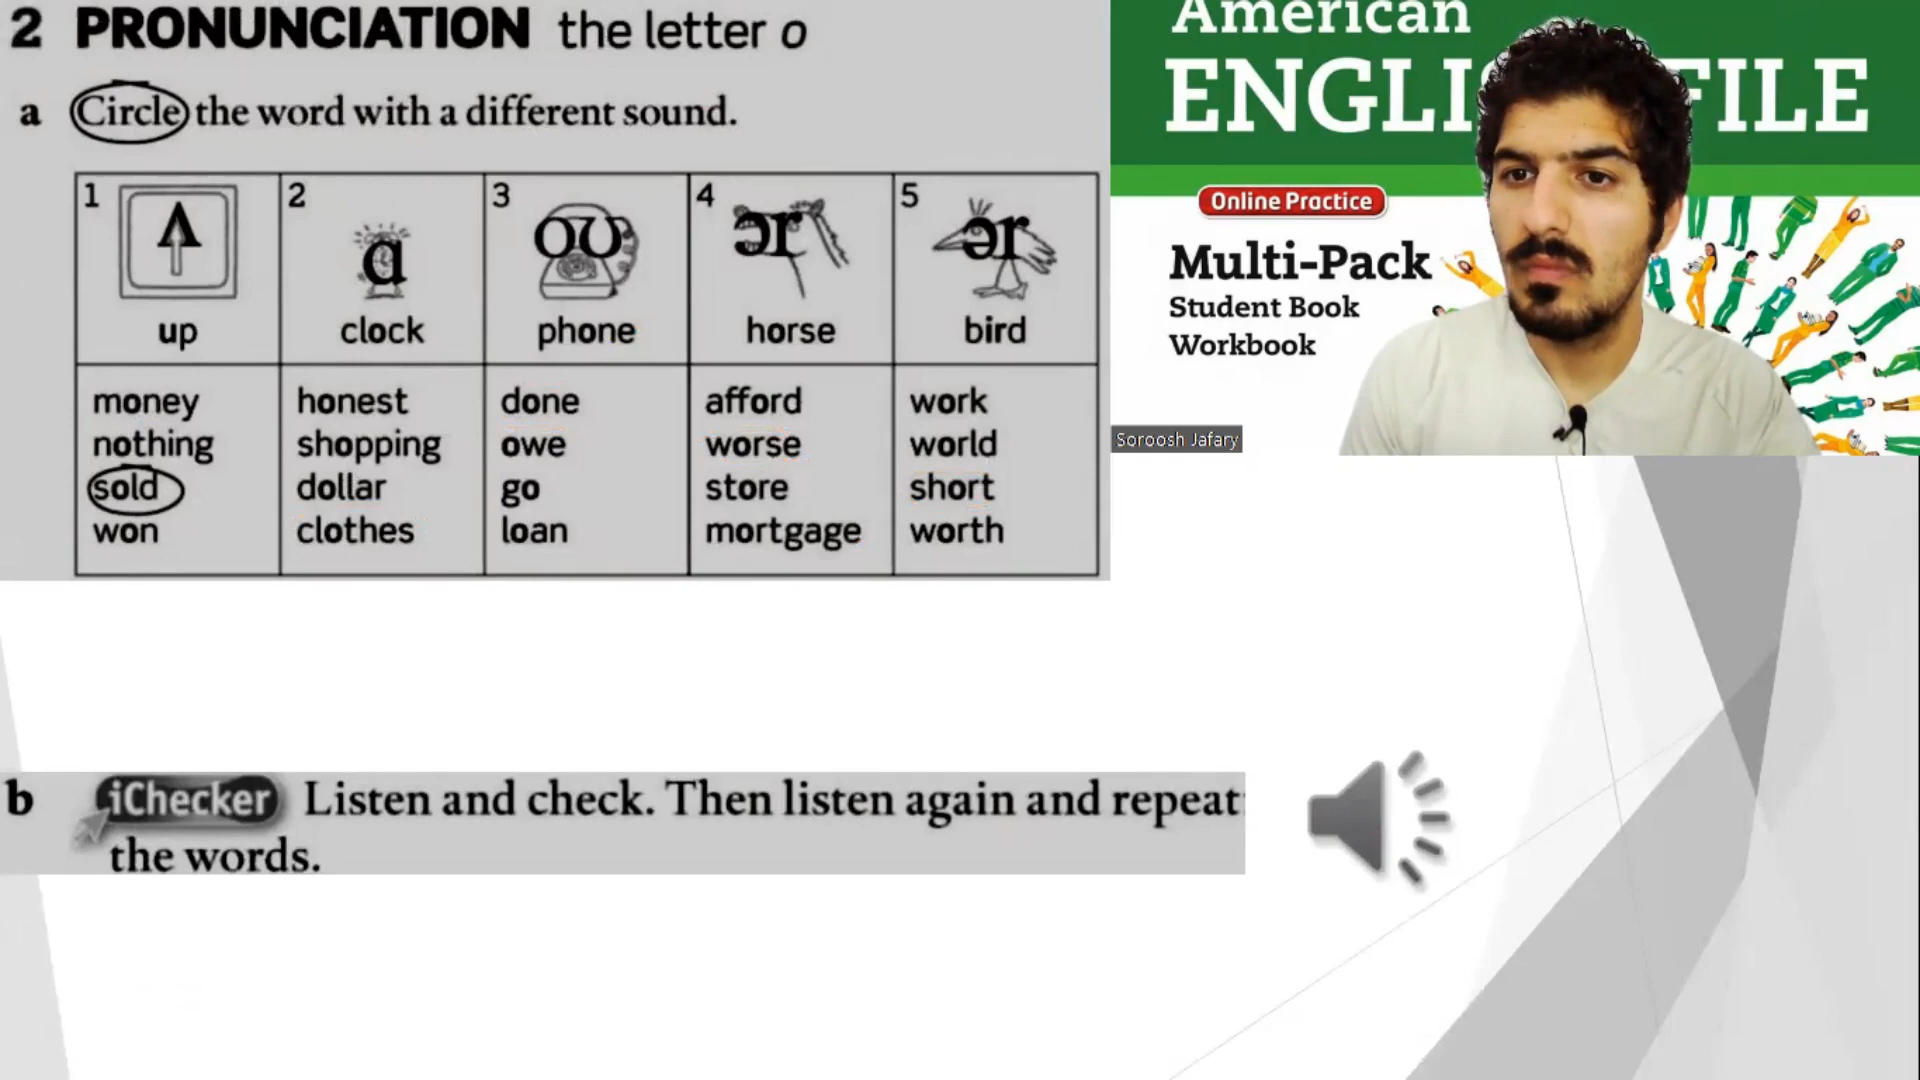 2 PRONUNCIATION the letter o
a Circle the word with a different sound.
1 2 3 4 5
ʌ ɑ oʊ ɔr ər
up clock phone horse bird
money honest done afford work
nothing shopping owe worse world
sold dollar go store short
won clothes loan mortgage worth
American
ENGLI FILE
Online Practice
Multi-Pack
Student Book
Workbook
Soroosh Jafary
b iChecker Listen and check. Then listen again and repeat
the words.